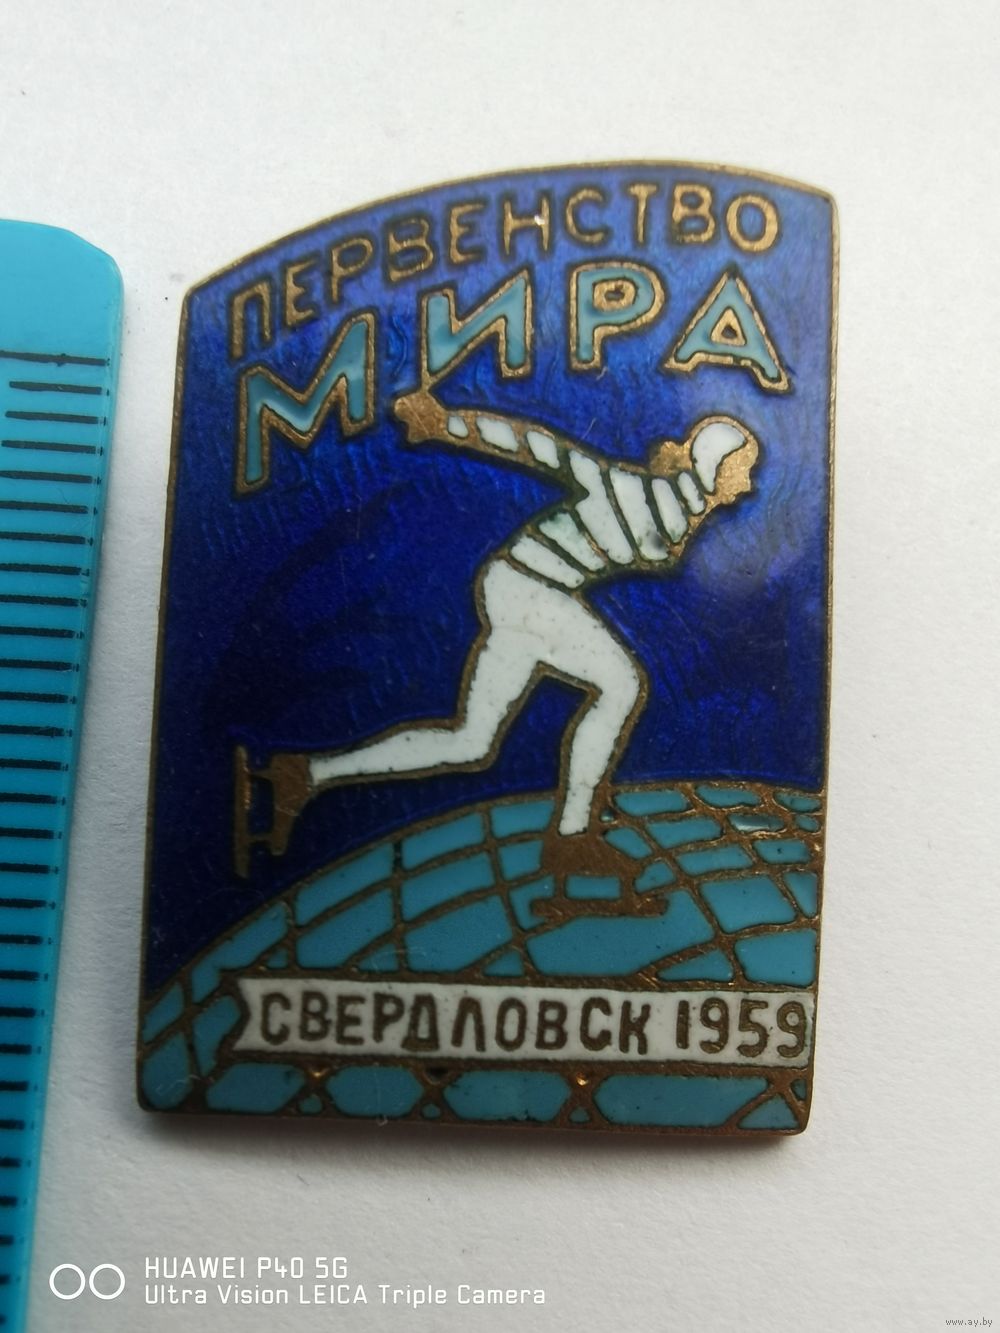 ПЕРВЕНСТВО
МИРА
СВЕРДЛОВСК 1959
HUAWEI P40 5G
Ultra Vision LEICA Triple Camera
www.ay.by